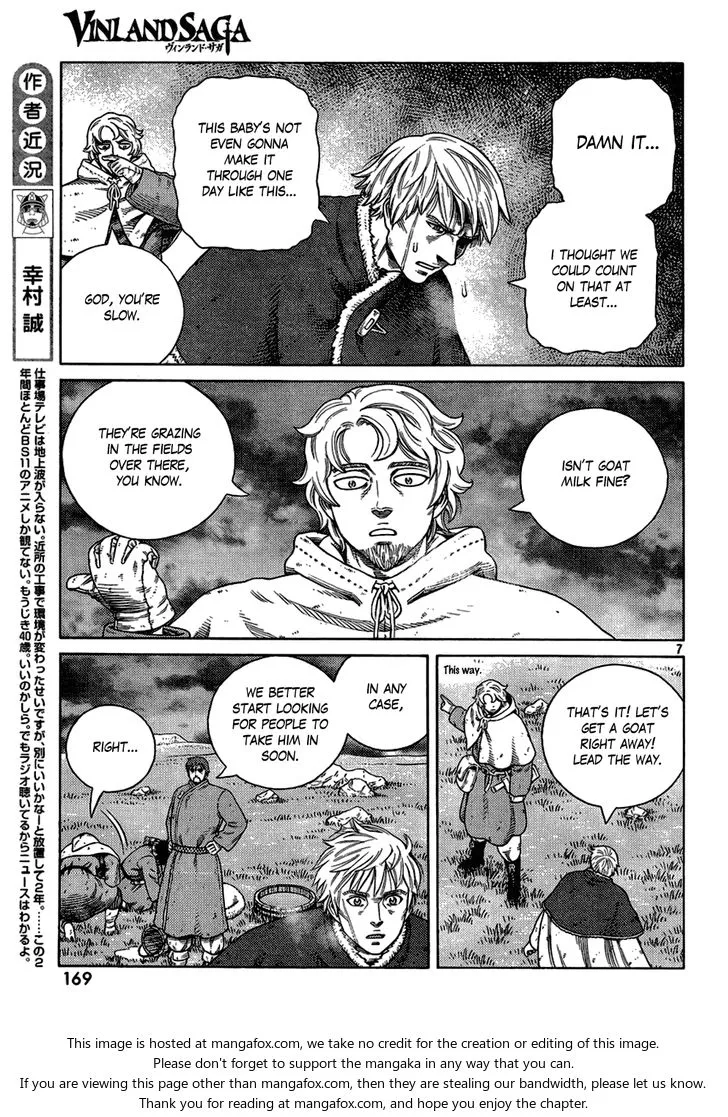 VINLAND SAGA
ヴィンランド・サガ
作者近況
幸村誠
仕事場テレビは地上波が入らない。近所の工事で環境が変わったせいですが、別にいいかなーと放置して2年。……この2
年間ほとんどBS11のアニメしか観てない。もうじき40歳。いいのかしら。でもラジオ聴いてるからニュースはわかるよ。
DAMN IT...
I THOUGHT WE
COULD COUNT
ON THAT AT
LEAST...
THIS BABY'S NOT
EVEN GONNA
MAKE IT
THROUGH ONE
DAY LIKE THIS...
GOD, YOU'RE
SLOW.
ISN'T GOAT
MILK FINE?
THEY'RE GRAZING
IN THE FIELDS
OVER THERE,
YOU KNOW.
7
THAT'S IT! LET'S
GET A GOAT
RIGHT AWAY!
LEAD THE WAY.
This way.
IN ANY
CASE,
WE BETTER
START LOOKING
FOR PEOPLE TO
TAKE HIM IN
SOON.
RIGHT...
169
This image is hosted at mangafox.com, we take no credit for the creation or editing of this image.
Please don't forget to support the mangaka in any way that you can.
If you are viewing this page other than mangafox.com, then they are stealing our bandwidth, please let us know.
Thank you for reading at mangafox.com, and hope you enjoy the chapter.